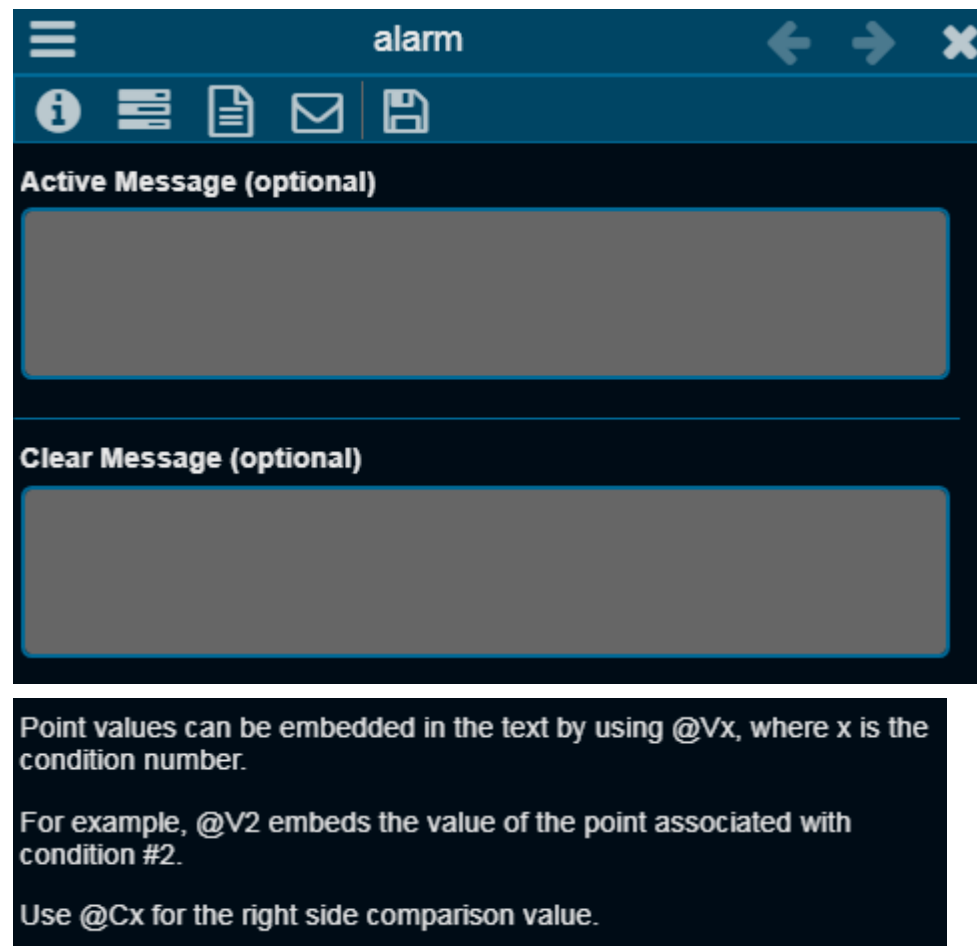 alarm
Active Message (optional)
Clear Message (optional)
Point values can be embedded in the text by using @Vx, where x is the
condition number.
For example, @V2 embeds the value of the point associated with
condition #2.
Use @Cx for the right side comparison value.